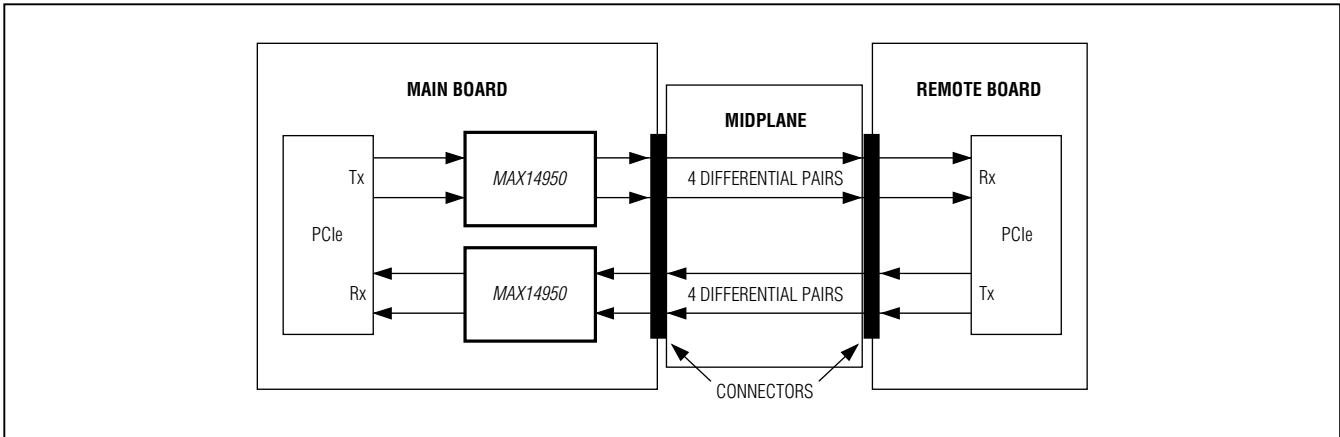 MAIN BOARD
MIDPLANE
REMOTE BOARD
Tx
MAX14950
4 DIFFERENTIAL PAIRS
Rx
PCIe
PCIe
Rx
MAX14950
4 DIFFERENTIAL PAIRS
Tx
CONNECTORS